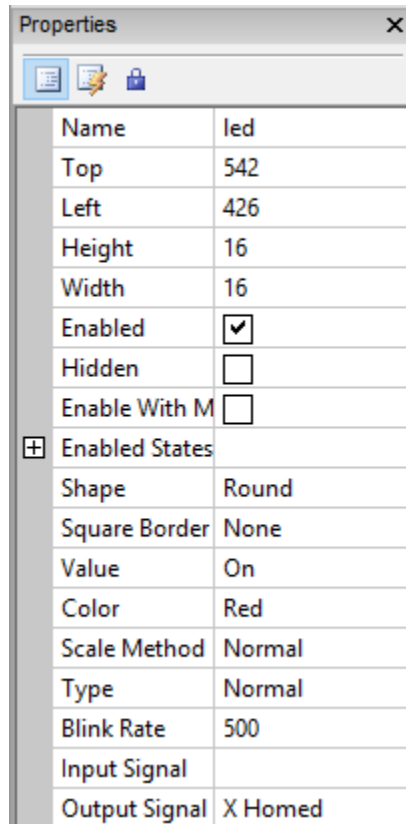 Properties
Name led
Top 542
Left 426
Height 16
Width 16
Enabled
Hidden
Enable With M
Enabled States
Shape Round
Square Border None
Value On
Color Red
Scale Method Normal
Type Normal
Blink Rate 500
Input Signal
Output Signal X Homed